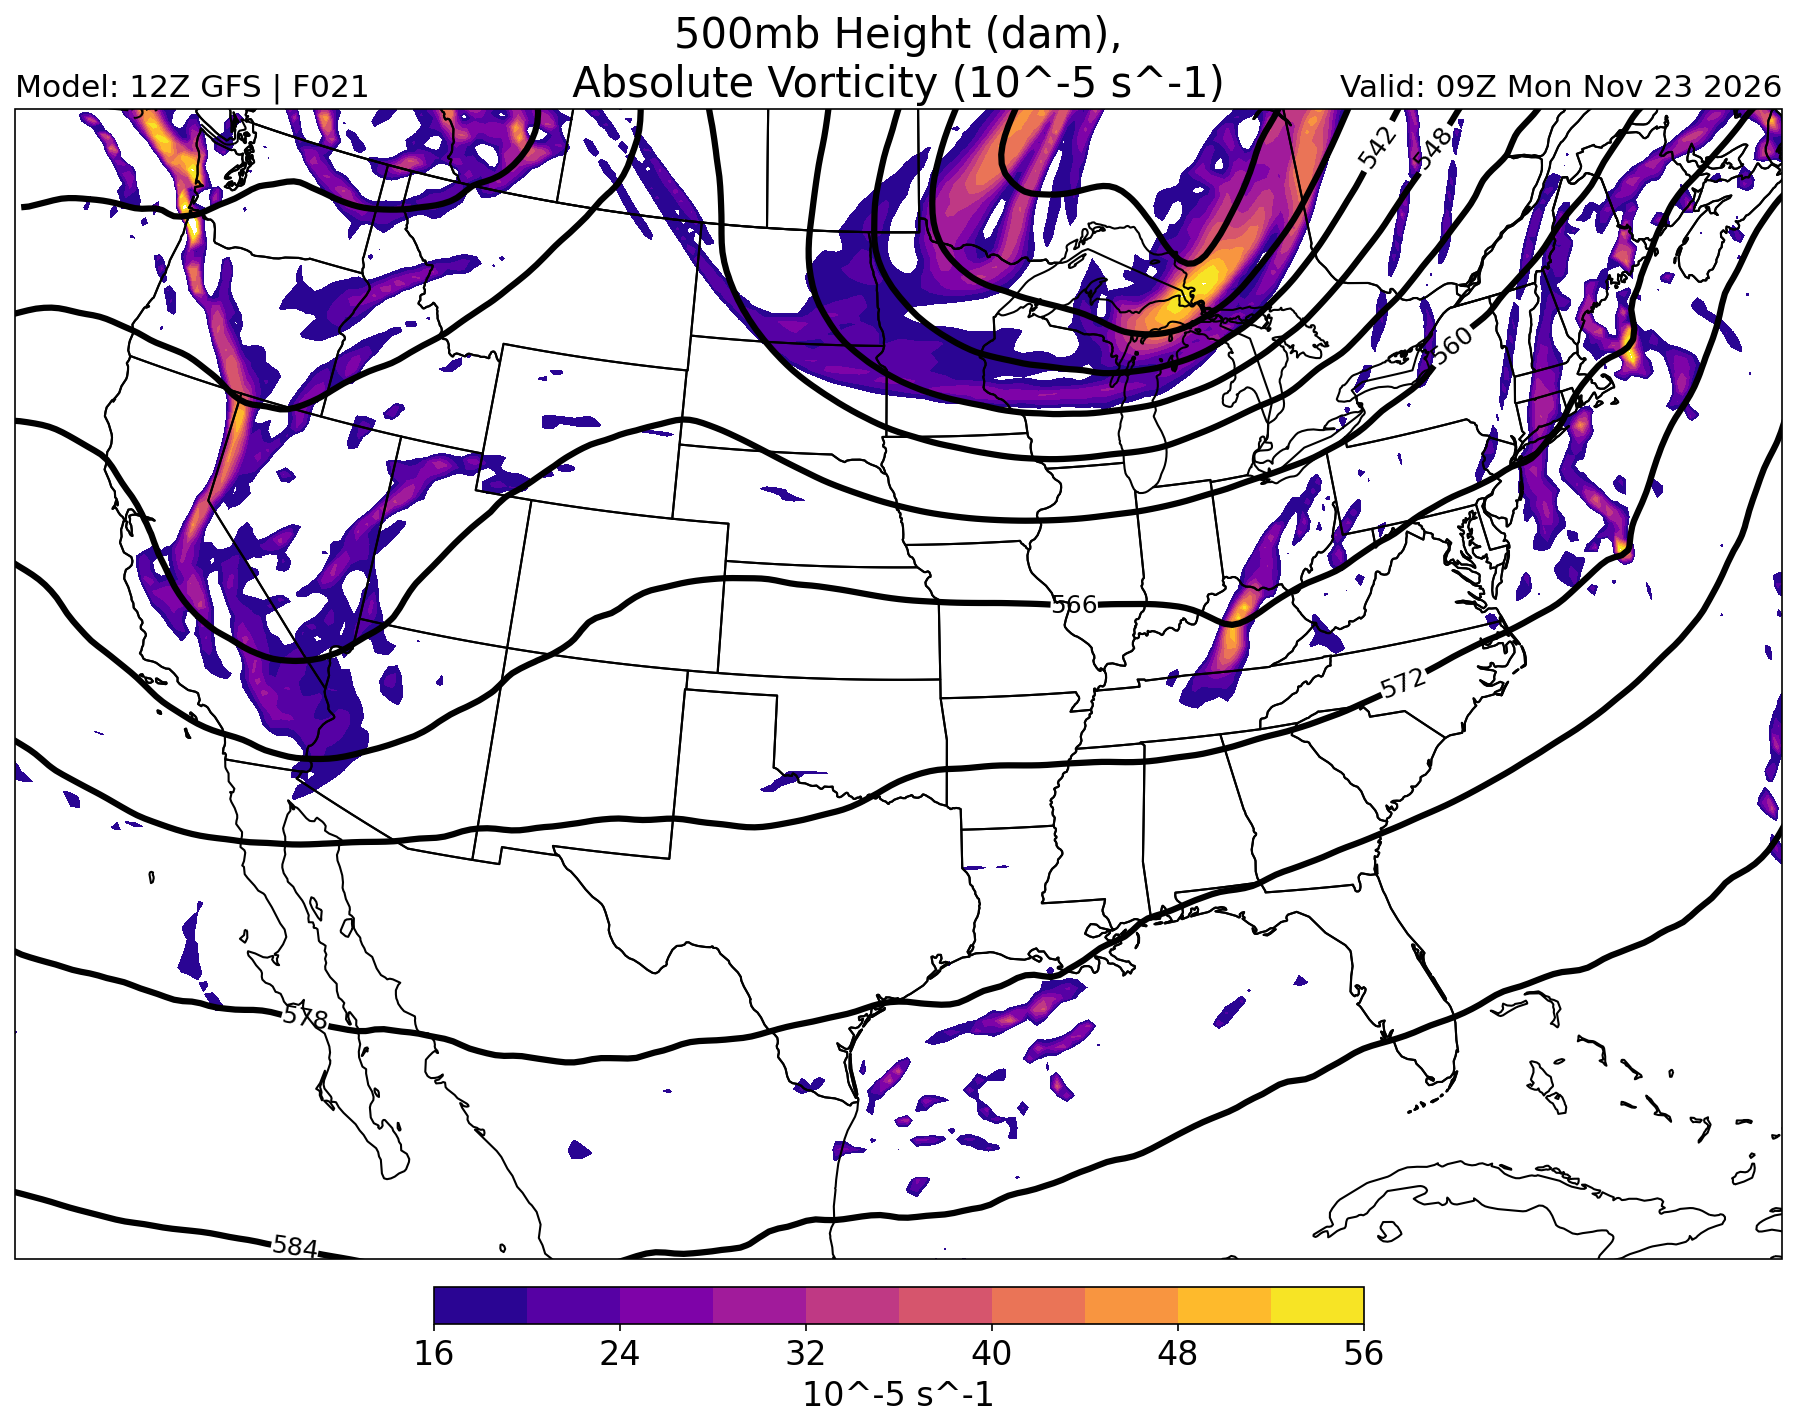 500mb Height (dam),
Model: 12Z GFS | F021
Absolute Vorticity (10^-5 s^-1)
Valid: 09Z Mon Nov 23 2026
542
548
560
566
572
578
584
16 24 32 40 48 56
10^-5 s^-1